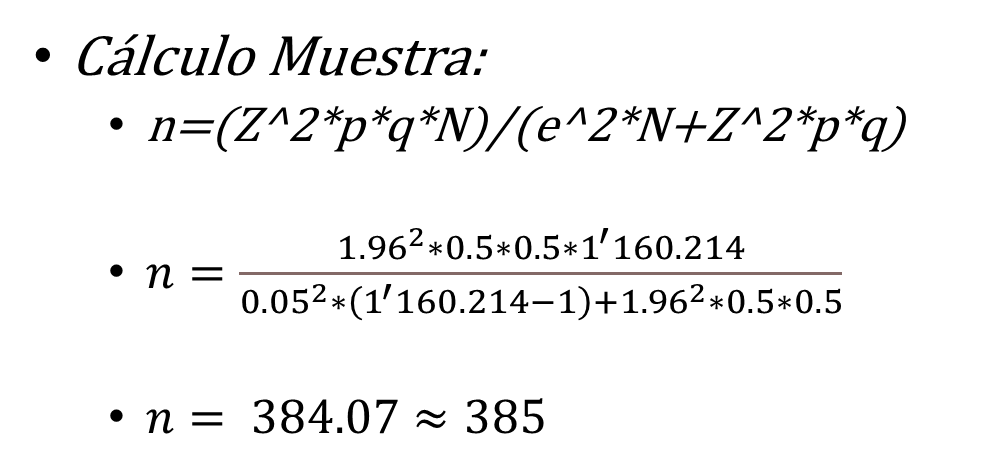 • Cálculo Muestra:
• n=(Z^2*p*q*N)/(e^2*N+Z^2*p*q)
• n = 1.96²∗0.5∗0.5∗1′160.214
0.05²∗(1′160.214−1)+1.96²∗0.5∗0.5
• n = 384.07 ≈ 385